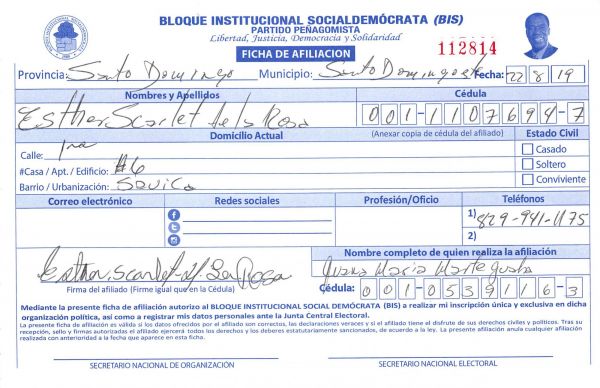 BLOQUE INSTITUCIONAL SOCIALDEMÓCRATA (BIS)
PARTIDO PEÑAGOMISTA
Libertad, Justicia, Democracia y Solidaridad
FICHA DE AFILIACION
112814
Provincia: Santo Domingo Municipio: Santo Domingo este Fecha: 22 8 19
Nombres y Apellidos Cédula
Esther Scarlet de la Rosa 001-1107694-7
Domicilio Actual (Anexar copia de cédula del afiliado) Estado Civil
Calle: 1ra Casado
#Casa / Apt. / Edificio: #6 Soltero
Barrio / Urbanización: Savica Conviviente
Correo electrónico Redes sociales Profesión/Oficio Teléfonos
1) 829-941-1175
2)
Nombre completo de quien realiza la afiliación
Esther Scarlet De La Rosa Juana Maria Marte
Firma del afiliado (Firme igual que en la Cédula) Cédula: 001-0539116-3
Mediante la presente ficha de afiliación autorizo al BLOQUE INSTITUCIONAL SOCIAL DEMÓCRATA (BIS) a realizar mi inscripción única y exclusiva en dicha
organización política, así como a registrar mis datos personales ante la Junta Central Electoral.
La presente ficha de afiliación es válida si los datos ofrecidos por el afiliado son correctos, las declaraciones veraces y si el afiliado tiene el disfrute de sus derechos civiles y políticos. Tras su
recepción, sello y firmas autorizadas el afiliado ejercerá todos los derechos y los deberes estatutariamente sancionados, de acuerdo a la ley. La presente afiliación anula cualquier afiliación
realizada con anterioridad a la fecha que aparece en esta ficha.
SECRETARIO NACIONAL DE ORGANIZACIÓN SECRETARIO NACIONAL ELECTORAL